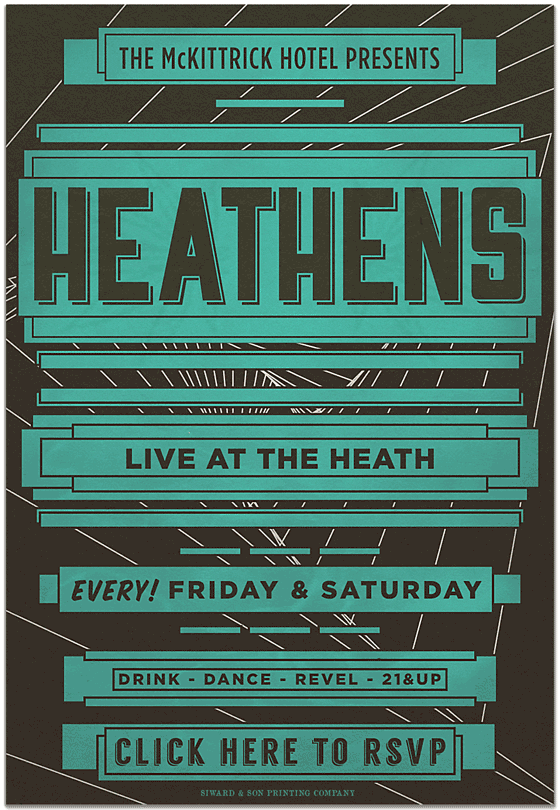 THE McKITTRICK HOTEL PRESENTS
HEATHENS
LIVE AT THE HEATH
EVERY! FRIDAY & SATURDAY
DRINK - DANCE - REVEL - 21&UP
CLICK HERE TO RSVP
SIWARD & SON PRINTING COMPANY